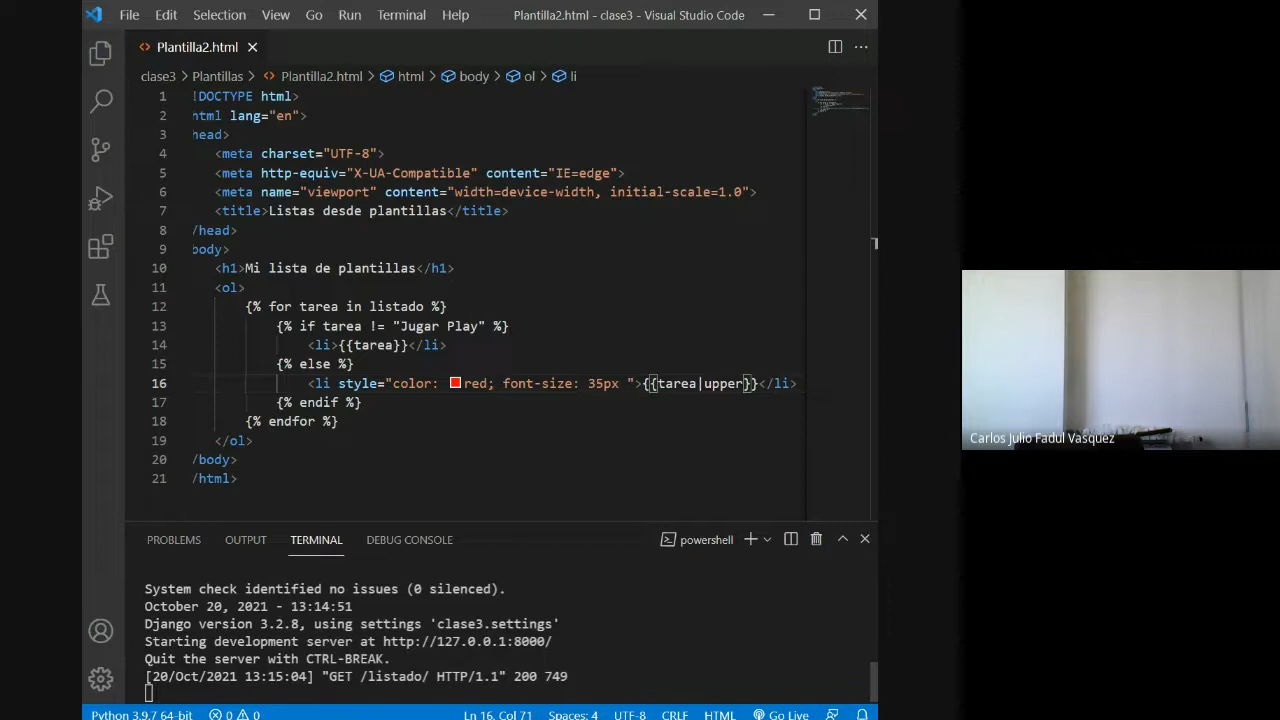 File Edit Selection View Go Run Terminal Help Plantilla2.html - clase3 - Visual Studio Code
Plantilla2.html
clase3 > Plantillas > Plantilla2.html > html > body > ol > li
1 !DOCTYPE html>
2 html lang="en">
3 head>
4 <meta charset="UTF-8">
5 <meta http-equiv="X-UA-Compatible" content="IE=edge">
6 <meta name="viewport" content="width=device-width, initial-scale=1.0">
7 <title>Listas desde plantillas</title>
8 /head>
9 body>
10 <h1>Mi lista de plantillas</h1>
11 <ol>
12 {% for tarea in listado %}
13 {% if tarea != "Jugar Play" %}
14 <li>{{tarea}}</li>
15 {% else %}
16 <li style="color: red; font-size: 35px ">{{tarea|upper}}</li>
17 {% endif %}
18 {% endfor %}
19 </ol>
20 /body>
21 /html>
Carlos Julio Fadul Vasquez
PROBLEMS OUTPUT TERMINAL DEBUG CONSOLE powershell
System check identified no issues (0 silenced).
October 20, 2021 - 13:14:51
Django version 3.2.8, using settings 'clase3.settings'
Starting development server at http://127.0.0.1:8000/
Quit the server with CTRL-BREAK.
[20/Oct/2021 13:15:04] "GET /listado/ HTTP/1.1" 200 749
Python 3.9.7 64-bit 0 0 Ln 16, Col 71 Spaces: 4 UTF-8 CRLF HTML Go Live